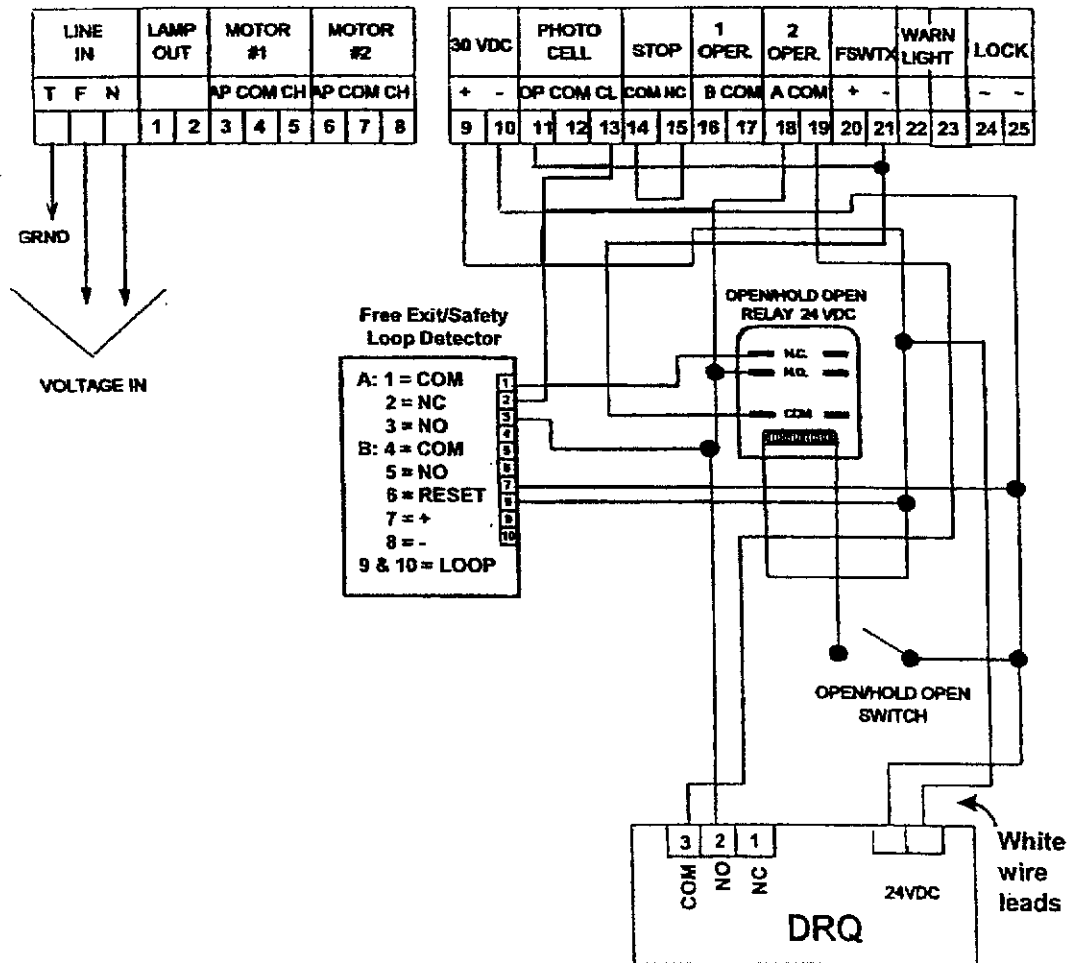 LINE IN
LAMP OUT
MOTOR #1
MOTOR #2
T F N
AP COM CH
AP COM CH
1 2 3 4 5 6 7 8
30 VDC
PHOTO CELL
STOP
1 OPER.
2 OPER.
FSWTX
WARN LIGHT
LOCK
+ -
OP COM CL
COM NC
B COM
A COM
+ -
~ ~
9 10 11 12 13 14 15 16 17 18 19 20 21 22 23 24 25
GRND
VOLTAGE IN
Free Exit/Safety
Loop Detector
A: 1 = COM
2 = NC
3 = NO
B: 4 = COM
5 = NO
6 = RESET
7 = +
8 = -
9 & 10 = LOOP
1
2
3
4
5
6
7
8
9
10
OPEN/HOLD OPEN
RELAY 24 VDC
N.C.
N.O.
COM
OPEN/HOLD OPEN
SWITCH
White
wire
leads
3 2 1
COM
NO
NC
24VDC
DRQ